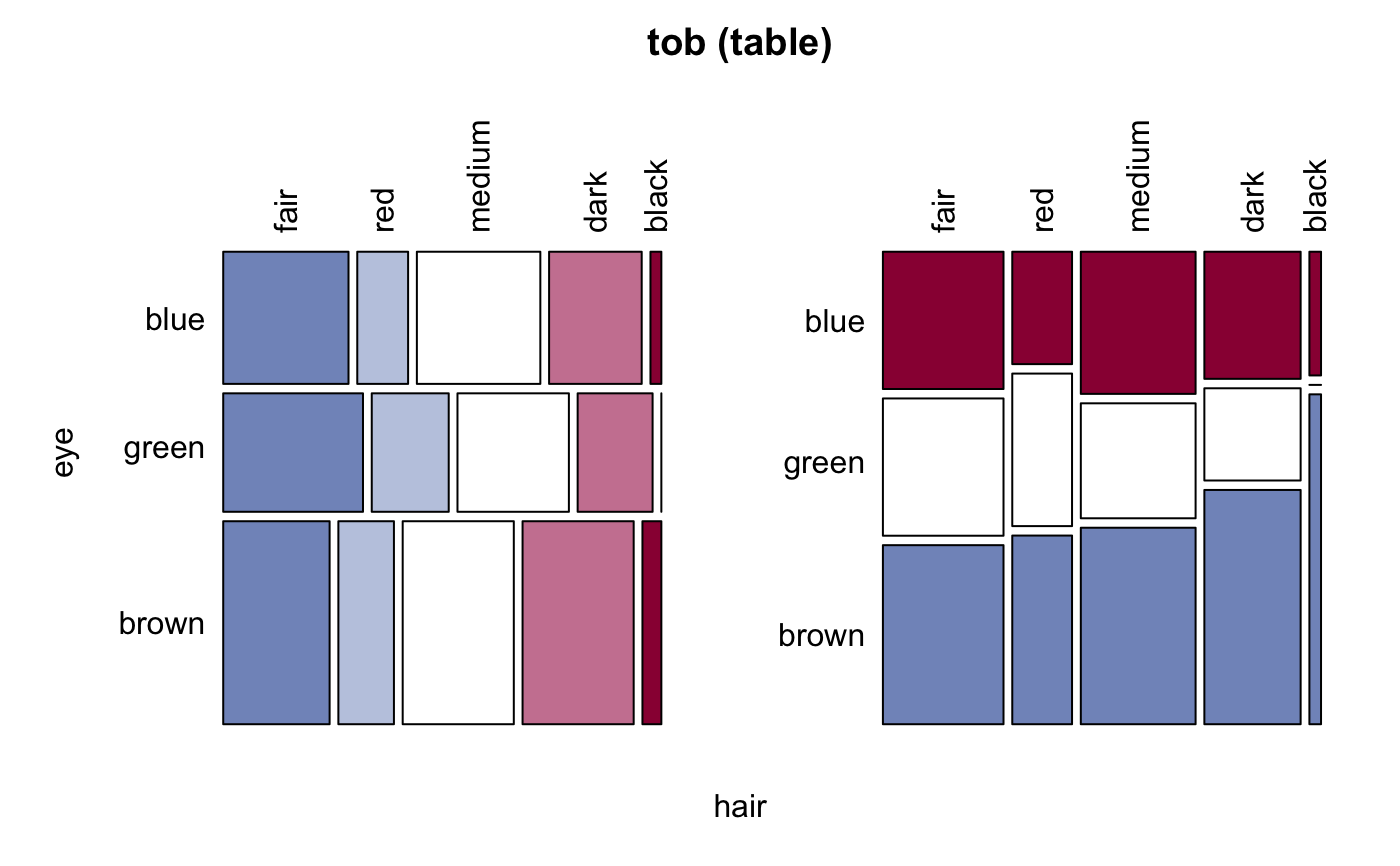 tob (table)
fair
red
medium
dark
black
blue
green
brown
eye
fair
red
medium
dark
black
blue
green
brown
hair